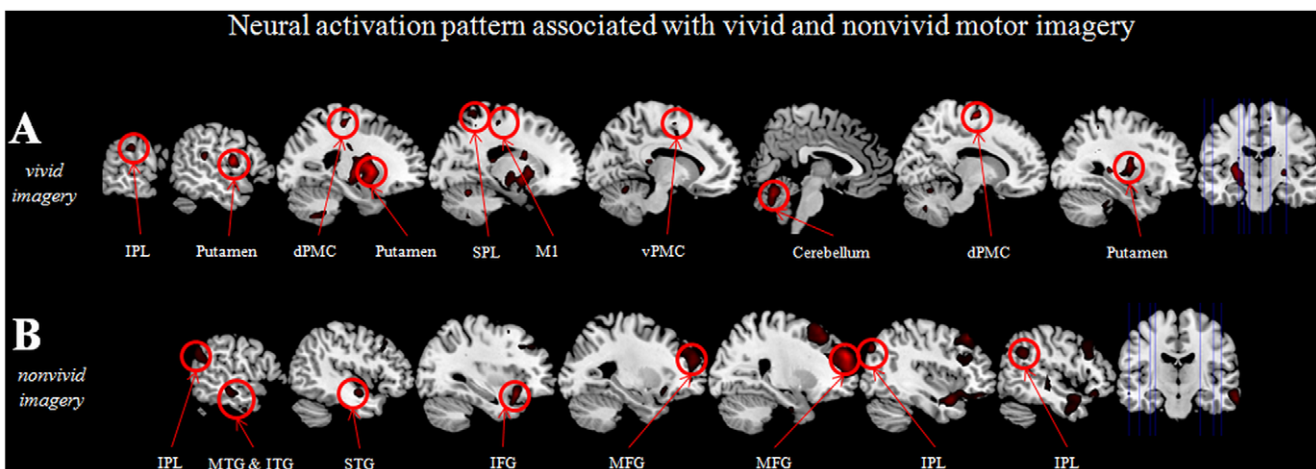 Neural activation pattern associated with vivid and nonvivid motor imagery
A
vivid
imagery
IPL Putamen dPMC Putamen SPL M1 vPMC Cerebellum dPMC Putamen
B
nonvivid
imagery
IPL MTG & ITG STG IFG MFG MFG IPL IPL